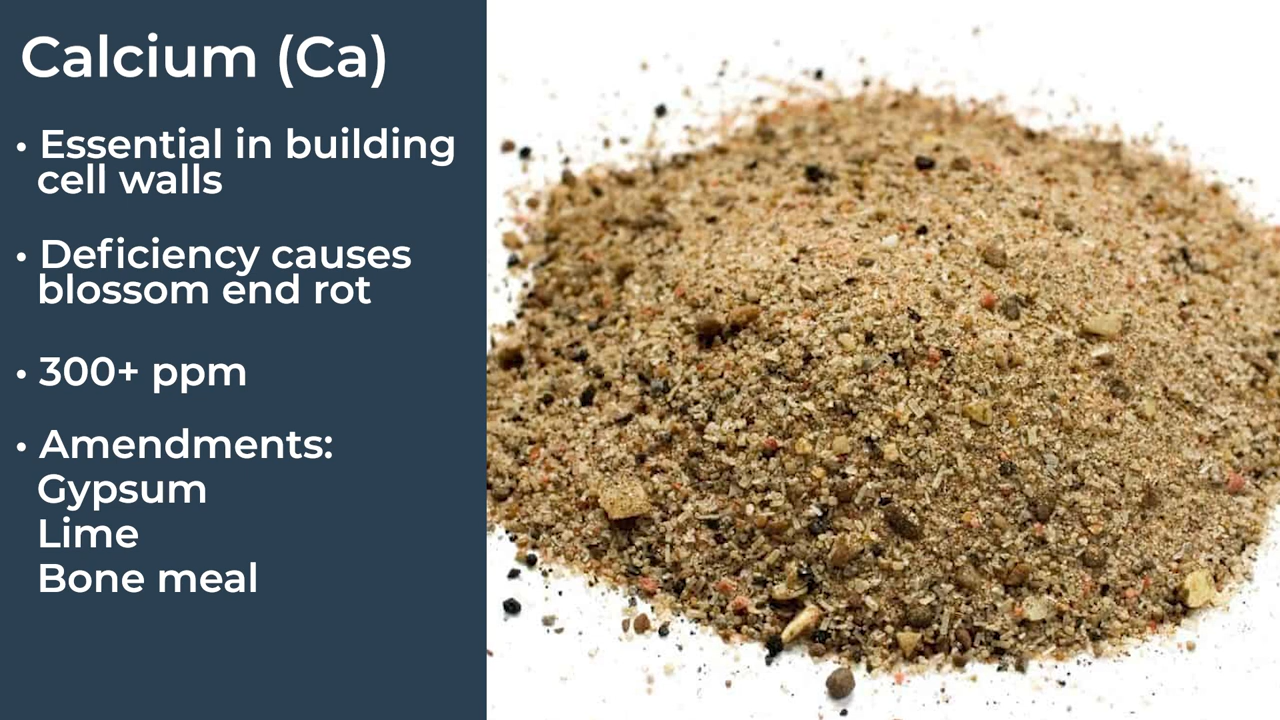 Calcium (Ca)
• Essential in building
cell walls
• Deficiency causes
blossom end rot
• 300+ ppm
• Amendments:
Gypsum
Lime
Bone meal